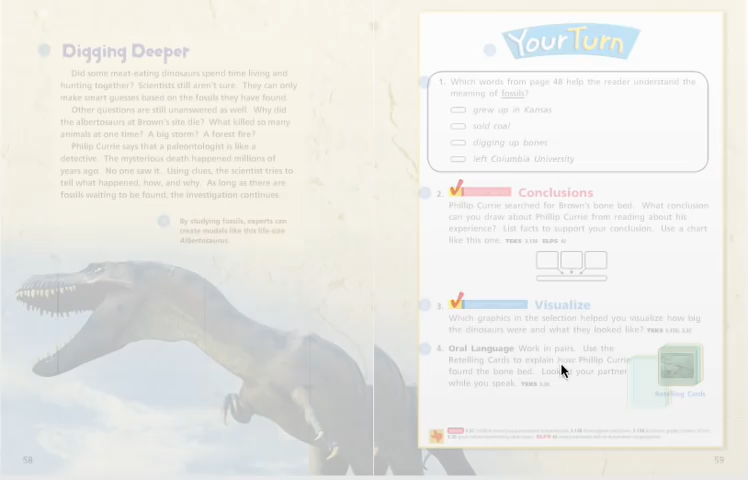 Digging Deeper
Did some meat-eating dinosaurs spend time living and
hunting together? Scientists still aren't sure. They can only
make smart guesses based on the fossils they have found.
Other questions are still unanswered as well. Why did
the albertosaurs at Brown's site die? What killed so many
animals at one time? A big storm? A forest fire?
Philip Currie says that a paleontologist is like a
detective. The mysterious death happened millions of
years ago. No one saw it. Using clues, the scientist tries to
tell what happened, how, and why. As long as there are
fossils waiting to be found, the investigation continues.
By studying fossils, experts can
create models like this life-size
Albertosaurus.
58
Your Turn
1. Which words from page 48 help the reader understand the
meaning of fossils?
grew up in Kansas
sold coal
digging up bones
left Columbia University
2. Conclusions
Phillip Currie searched for Brown's bone bed. What conclusion
can you draw about Phillip Currie from reading about his
experience? List facts to support your conclusion. Use a chart
like this one. TEKS ELPS
3. Visualize
Which graphics in the selection helped you visualize how big
the dinosaurs were and what they looked like? TEKS
4. Oral Language Work in pairs. Use the
Retelling Cards to explain how Phillip Currie
found the bone bed. Look your partner
while you speak. TEKS
Retelling Cards
59